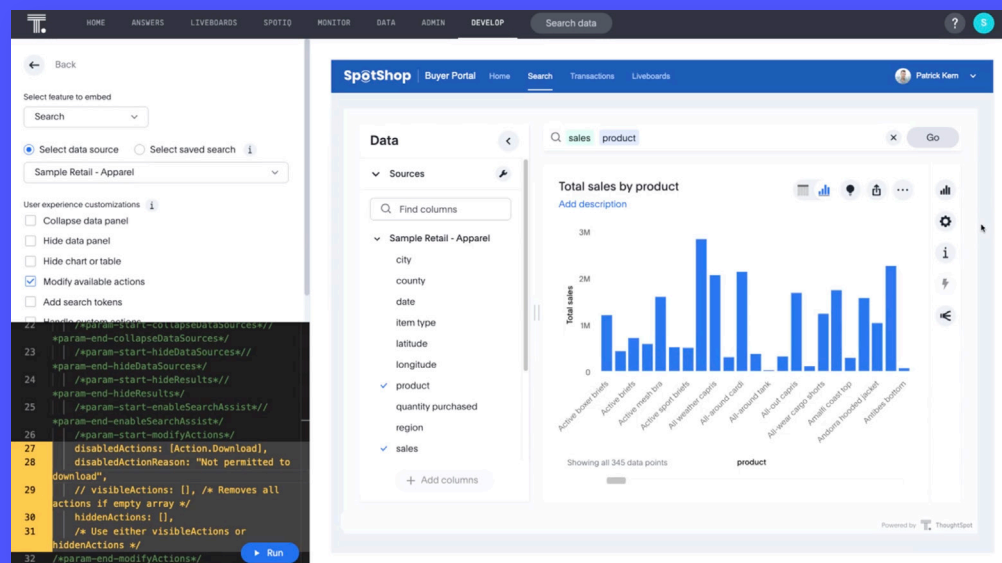 HOME ANSWERS LIVEBOARDS SPOTIQ MONITOR DATA ADMIN DEVELOP Search data ? S
Back
Select feature to embed
Search
Select data source Select saved search i
Sample Retail - Apparel
User experience customizations i
Collapse data panel
Hide data panel
Hide chart or table
Modify available actions
Add search tokens
Handle custom actions
22 /*param-start-collapseDataSources*//
*param-end-collapseDataSources*/
23 /*param-start-hideDataSources*//
*param-end-hideDataSources*/
24 /*param-start-hideResults*//
*param-end-hideResults*/
25 /*param-start-enableSearchAssist*//
*param-end-enableSearchAssist*/
26 /*param-start-modifyActions*/
27 disabledActions: [Action.Download],
28 disabledActionReason: "Not permitted to
download",
29 // visibleActions: [], /* Removes all
actions if empty array */
30 hiddenActions: [],
31 /* Use either visibleActions or
hiddenActions */
32 /*param-end-modifyActions*/
Run
SpotShop Buyer Portal Home Search Transactions Liveboards Patrick Kern
Data
Sources
Find columns
Sample Retail - Apparel
city
county
date
item type
latitude
longitude
product
quantity purchased
region
sales
+ Add columns
sales product Go
Total sales by product
Add description
3M
2M
1M
0
Total sales
Active boxer briefs
Active briefs
Active mesh bra
Active sport briefs
All weather capris
All-around cardi
All-around tank
All-out capris
All-wear cargo shorts
Amalfi coast top
Andorra hooded jacket
Antibes bottom
product
Showing all 345 data points
Powered by ThoughtSpot